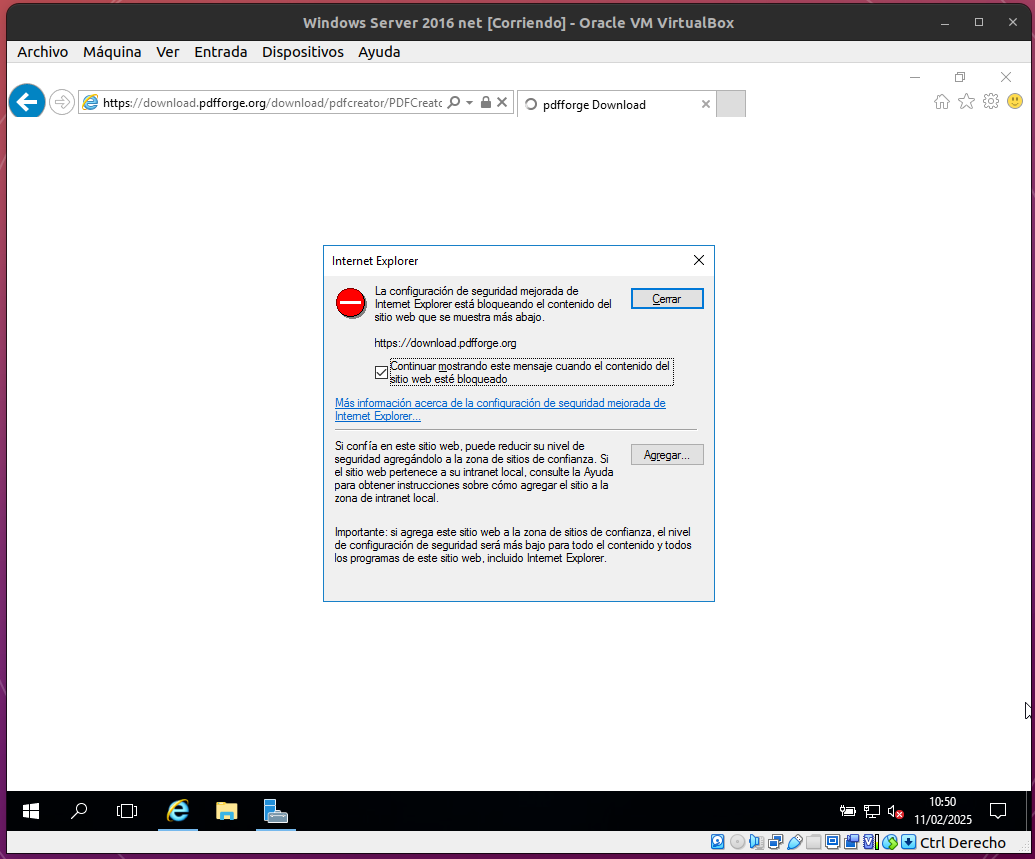 Windows Server 2016 net [Corriendo] - Oracle VM VirtualBox
Archivo Máquina Ver Entrada Dispositivos Ayuda
https://download.pdfforge.org/download/pdfcreator/PDFCreato
pdfforge Download
Internet Explorer
La configuración de seguridad mejorada de
Internet Explorer está bloqueando el contenido del
sitio web que se muestra más abajo.
Cerrar
https://download.pdfforge.org
Continuar mostrando este mensaje cuando el contenido del
sitio web esté bloqueado
Más información acerca de la configuración de seguridad mejorada de
Internet Explorer...
Si confía en este sitio web, puede reducir su nivel de
seguridad agregándolo a la zona de sitios de confianza. Si
el sitio web pertenece a su intranet local, consulte la Ayuda
para obtener instrucciones sobre cómo agregar el sitio a la
zona de intranet local.
Agregar...
Importante: si agrega este sitio web a la zona de sitios de confianza, el nivel
de configuración de seguridad será más bajo para todo el contenido y todos
los programas de este sitio web, incluido Internet Explorer.
10:50
11/02/2025
Ctrl Derecho